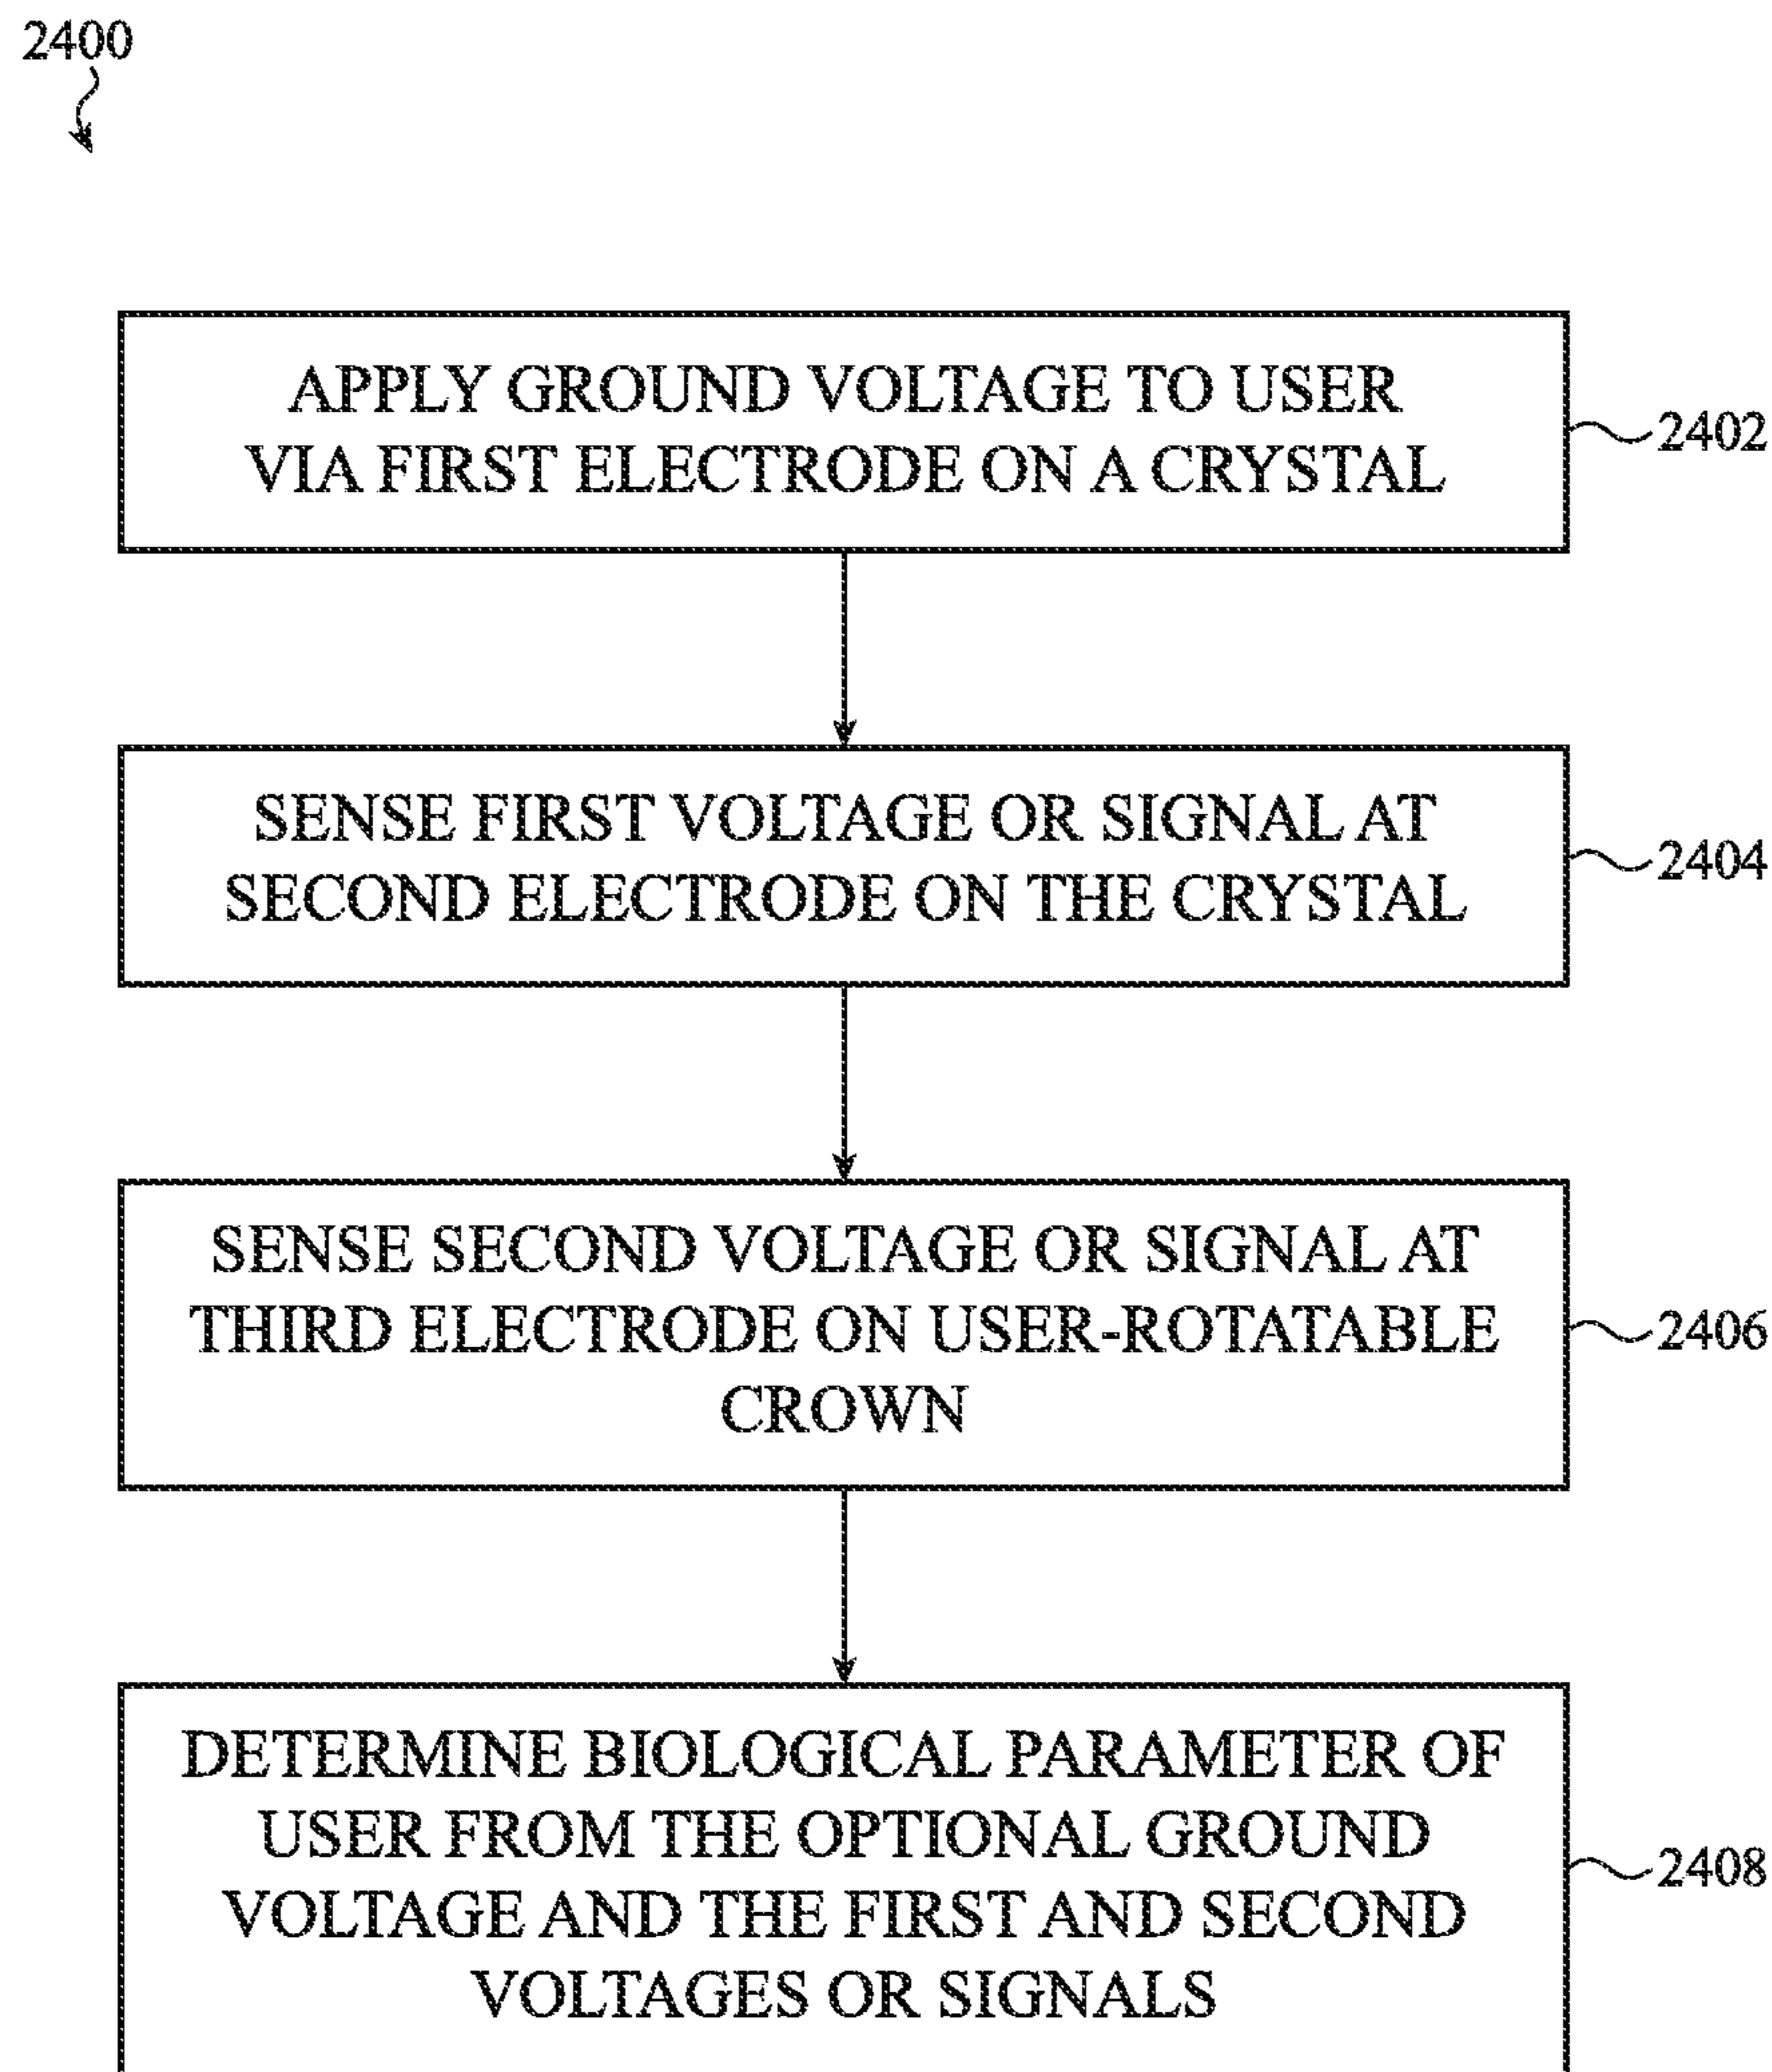 2400
APPLY GROUND VOLTAGE TO USER
VIA FIRST ELECTRODE ON A CRYSTAL
2402
SENSE FIRST VOLTAGE OR SIGNAL AT
SECOND ELECTRODE ON THE CRYSTAL
2404
SENSE SECOND VOLTAGE OR SIGNAL AT
THIRD ELECTRODE ON USER-ROTATABLE
CROWN
2406
DETERMINE BIOLOGICAL PARAMETER OF
USER FROM THE OPTIONAL GROUND
VOLTAGE AND THE FIRST AND SECOND
VOLTAGES OR SIGNALS
2408